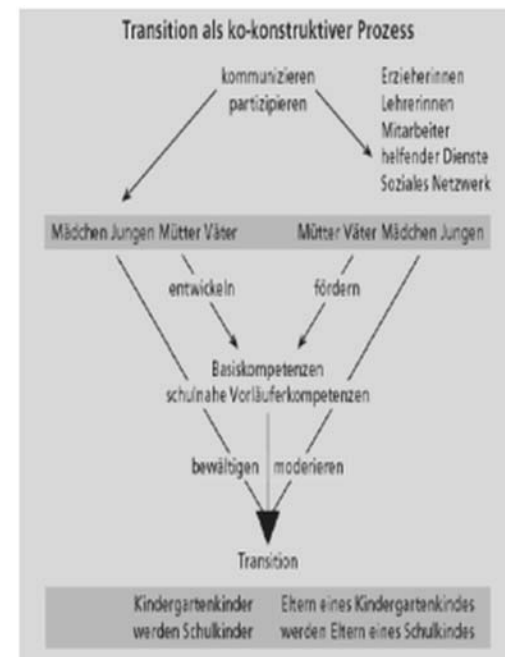 Transition als ko-konstruktiver Prozess
kommunizieren
partizipieren
Erzieherinnen
Lehrerinnen
Mitarbeiter
helfender Dienste
Soziales Netzwerk
Mädchen Jungen Mütter Väter
Mütter Väter Mädchen Jungen
entwickeln
fördern
Basiskompetenzen
schulnahe Vorläuferkompetenzen
bewältigen
moderieren
Transition
Kindergartenkinder
werden Schulkinder
Eltern eines Kindergartenkindes
werden Eltern eines Schulkindes